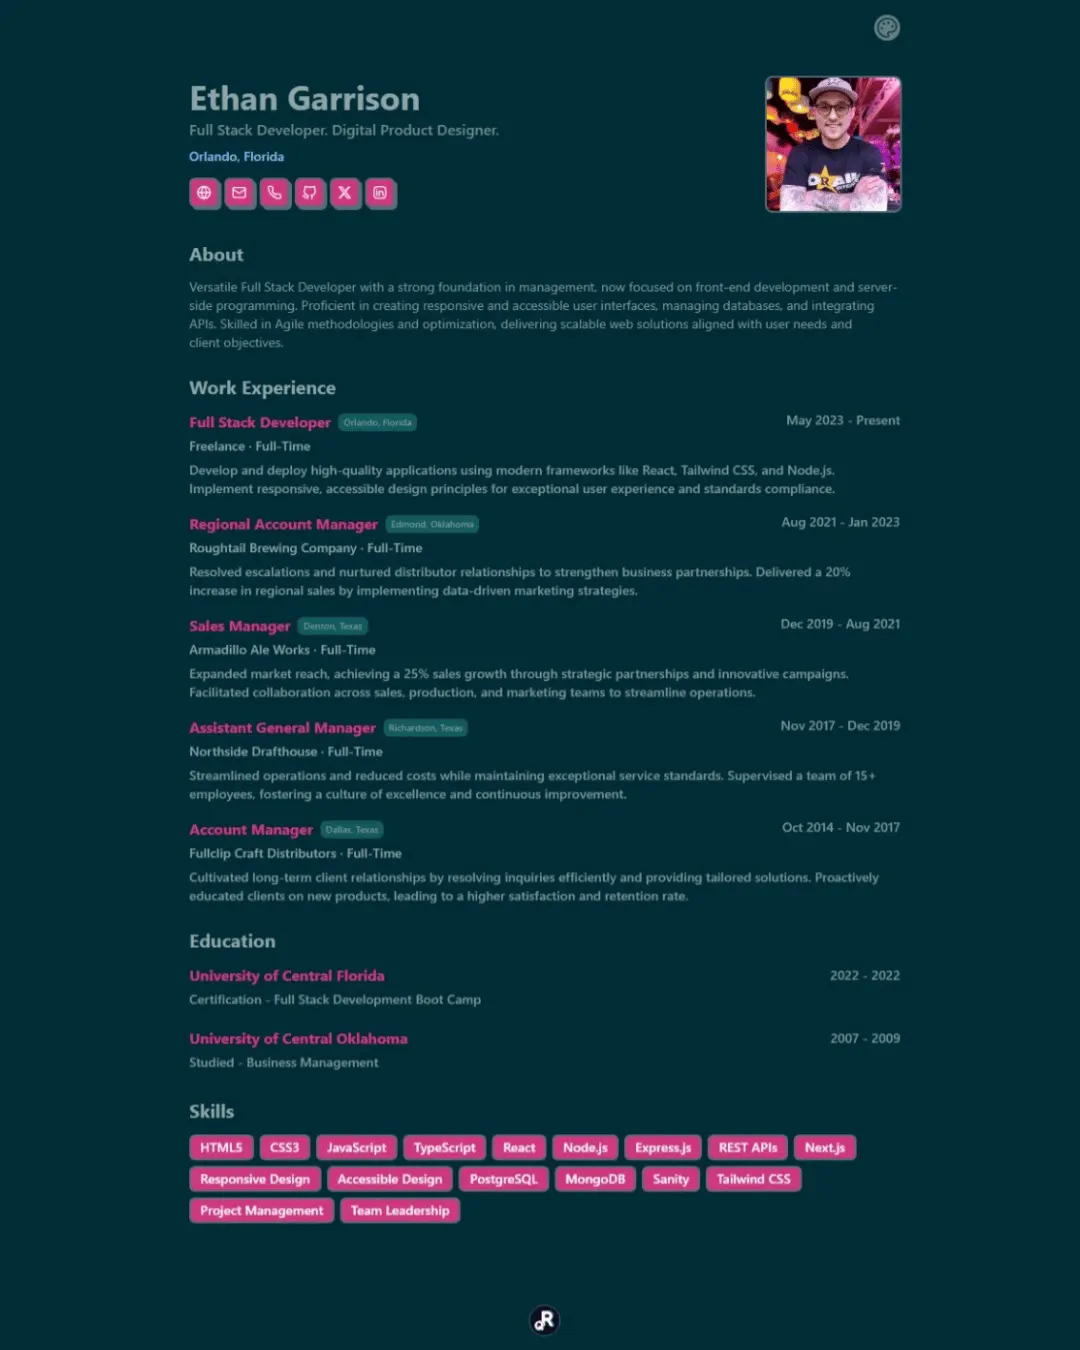 Ethan Garrison
Full Stack Developer. Digital Product Designer.
Orlando, Florida
About
Versatile Full Stack Developer with a strong foundation in management, now focused on front-end development and server-
side programming. Proficient in creating responsive and accessible user interfaces, managing databases, and integrating
APIs. Skilled in Agile methodologies and optimization, delivering scalable web solutions aligned with user needs and
client objectives.
Work Experience
Full Stack Developer Orlando, Florida May 2023 - Present
Freelance · Full-Time
Develop and deploy high-quality applications using modern frameworks like React, Tailwind CSS, and Node.js.
Implement responsive, accessible design principles for exceptional user experience and standards compliance.
Regional Account Manager Edmond, Oklahoma Aug 2021 - Jan 2023
Roughtail Brewing Company · Full-Time
Resolved escalations and nurtured distributor relationships to strengthen business partnerships. Delivered a 20%
increase in regional sales by implementing data-driven marketing strategies.
Sales Manager Denton, Texas Dec 2019 - Aug 2021
Armadillo Ale Works · Full-Time
Expanded market reach, achieving a 25% sales growth through strategic partnerships and innovative campaigns.
Facilitated collaboration across sales, production, and marketing teams to streamline operations.
Assistant General Manager Richardson, Texas Nov 2017 - Dec 2019
Northside Drafthouse · Full-Time
Streamlined operations and reduced costs while maintaining exceptional service standards. Supervised a team of 15+
employees, fostering a culture of excellence and continuous improvement.
Account Manager Dallas, Texas Oct 2014 - Nov 2017
Fullclip Craft Distributors · Full-Time
Cultivated long-term client relationships by resolving inquiries efficiently and providing tailored solutions. Proactively
educated clients on new products, leading to a higher satisfaction and retention rate.
Education
University of Central Florida 2022 - 2022
Certification - Full Stack Development Boot Camp
University of Central Oklahoma 2007 - 2009
Studied - Business Management
Skills
HTML5 CSS3 JavaScript TypeScript React Node.js Express.js REST APIs Next.js
Responsive Design Accessible Design PostgreSQL MongoDB Sanity Tailwind CSS
Project Management Team Leadership